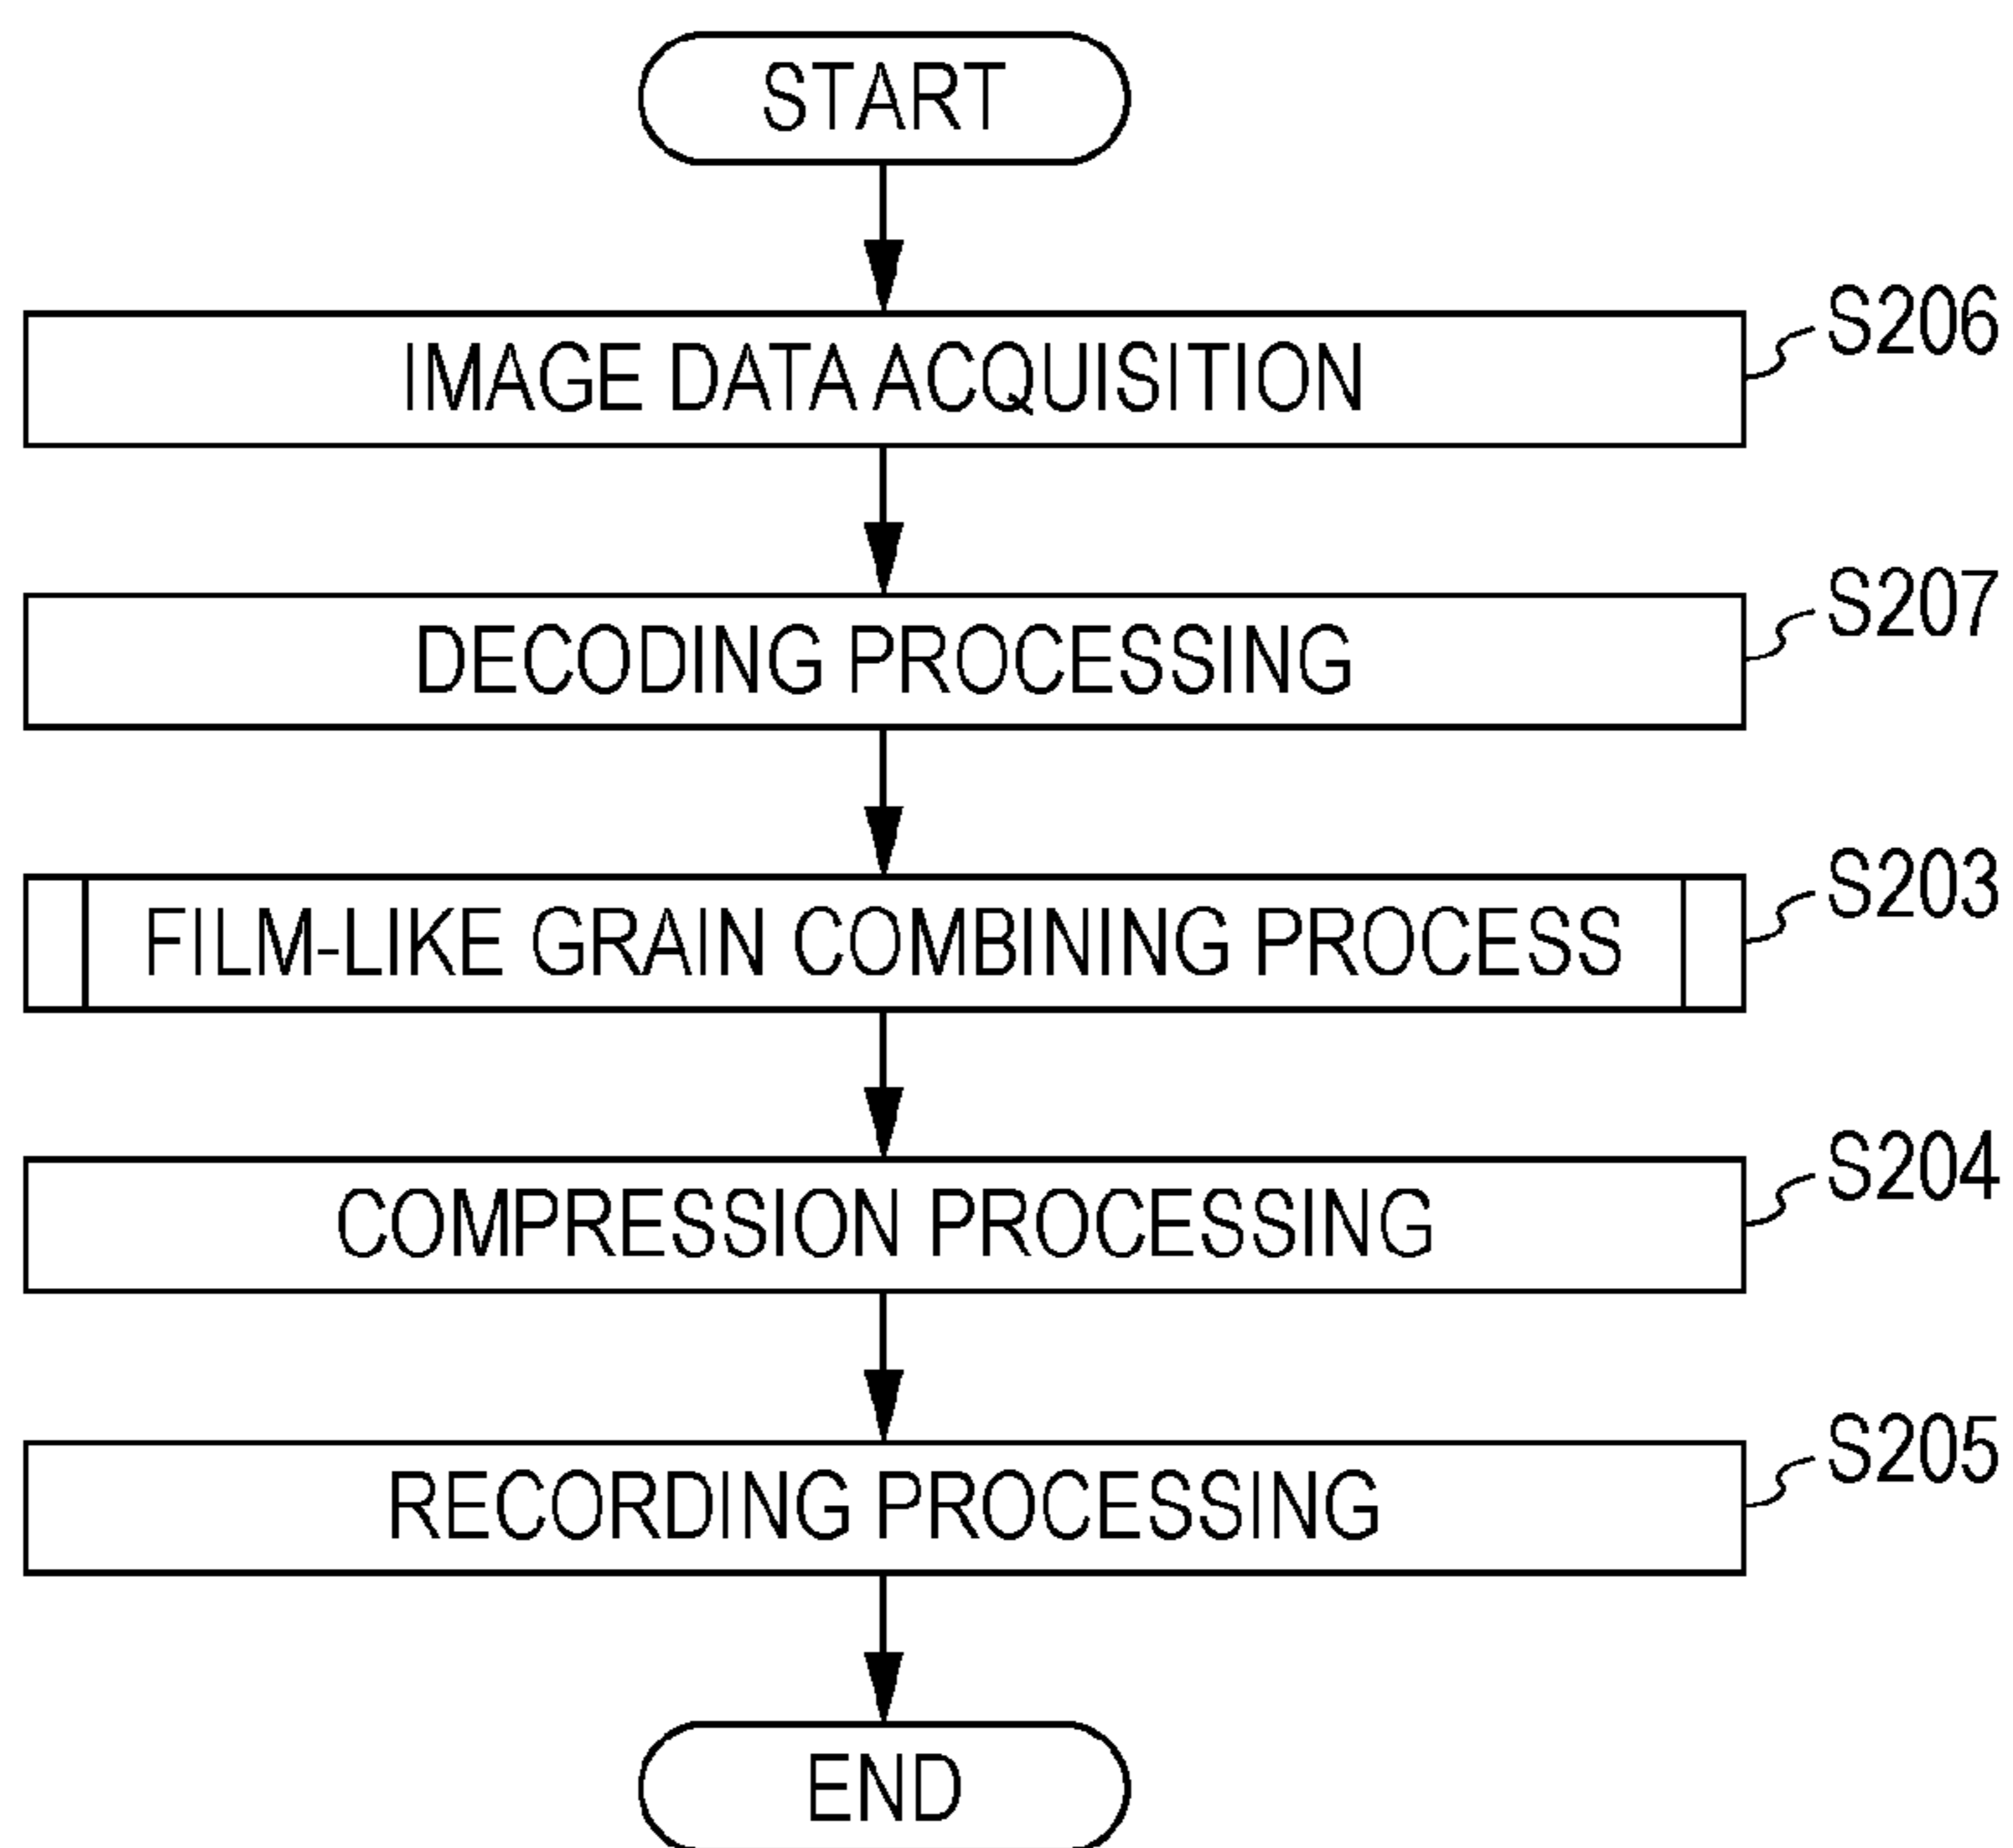 START
IMAGE DATA ACQUISITION
S206
DECODING PROCESSING
S207
FILM-LIKE GRAIN COMBINING PROCESS
S203
COMPRESSION PROCESSING
S204
RECORDING PROCESSING
S205
END